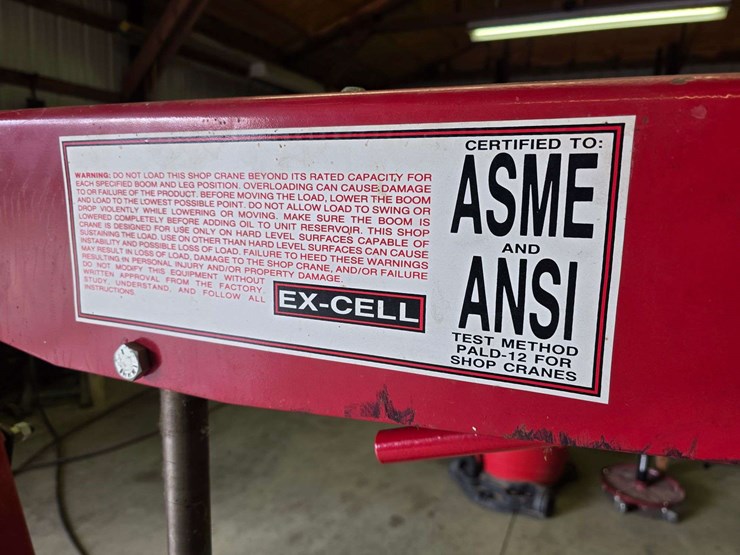 WARNING: DO NOT LOAD THIS SHOP CRANE BEYOND ITS RATED CAPACITY FOR
EACH SPECIFIED BOOM AND LEG POSITION. OVERLOADING CAN CAUSE DAMAGE
TO OR FAILURE OF THE PRODUCT. BEFORE MOVING THE LOAD, LOWER THE BOOM
AND LOAD TO THE LOWEST POSSIBLE POINT. DO NOT ALLOW LOAD TO SWING OR
DROP VIOLENTLY WHILE LOWERING OR MOVING. MAKE SURE THE BOOM IS
LOWERED COMPLETELY BEFORE ADDING OIL TO UNIT RESERVOIR. THIS SHOP
CRANE IS DESIGNED FOR USE ONLY ON HARD LEVEL SURFACES CAPABLE OF
SUSTAINING THE LOAD. USE ON OTHER THAN HARD LEVEL SURFACES CAN CAUSE
INSTABILITY AND POSSIBLE LOSS OF LOAD. FAILURE TO HEED THESE WARNINGS
MAY RESULT IN LOSS OF LOAD, DAMAGE TO THE SHOP CRANE, AND/OR FAILURE
RESULTING IN PERSONAL INJURY AND/OR PROPERTY DAMAGE.
DO NOT MODIFY THIS EQUIPMENT WITHOUT
WRITTEN APPROVAL FROM THE FACTORY.
STUDY, UNDERSTAND, AND FOLLOW ALL
INSTRUCTIONS.
EX-CELL
CERTIFIED TO:
ASME
AND
ANSI
TEST METHOD
PALD-12 FOR
SHOP CRANES